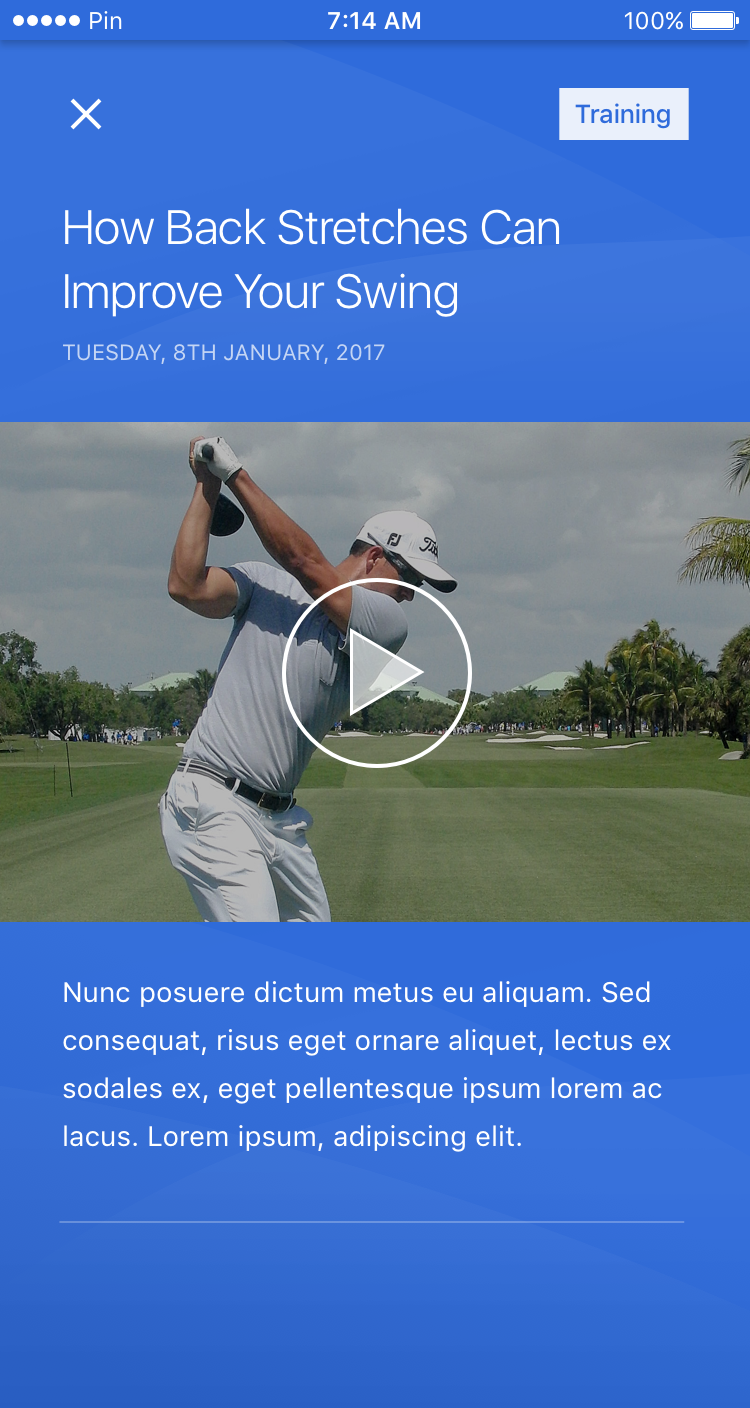 Pin
7:14 AM
100%
Training
How Back Stretches Can
Improve Your Swing
TUESDAY, 8TH JANUARY, 2017
FJ
Nunc posuere dictum metus eu aliquam. Sed
consequat, risus eget ornare aliquet, lectus ex
sodales ex, eget pellentesque ipsum lorem ac
lacus. Lorem ipsum, adipiscing elit.